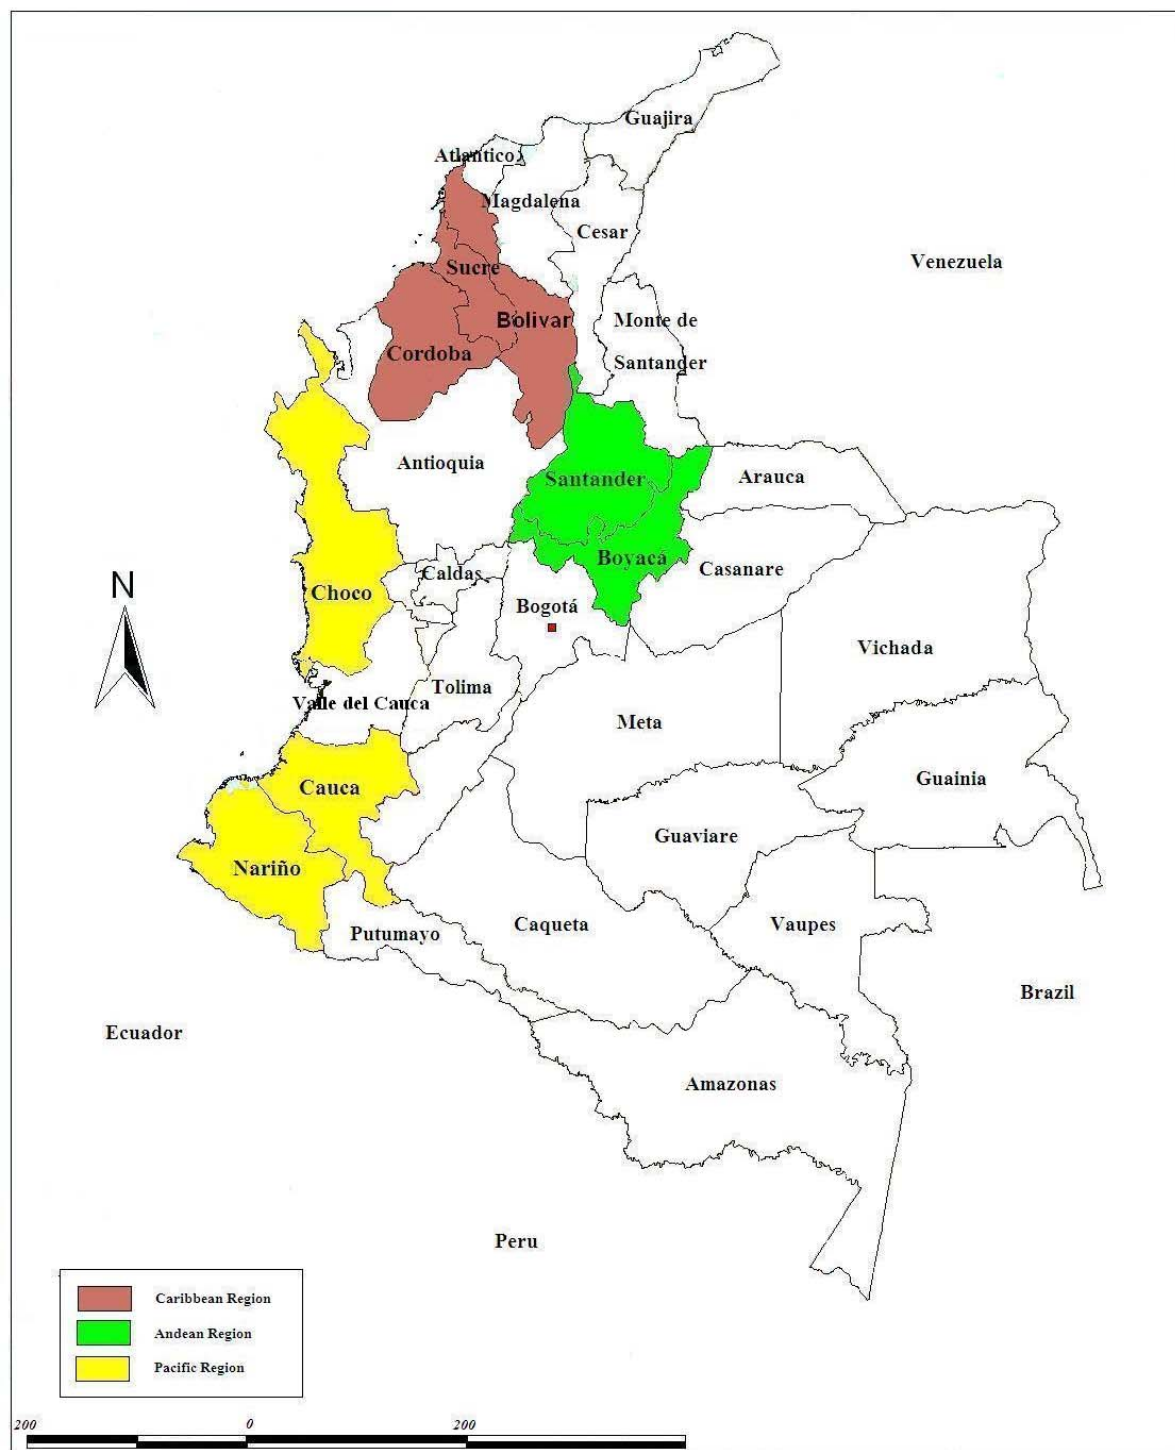 Guajira
Atlantico
Magdalena
Cesar
Venezuela
Sucre
Bolivar
Monte de
Santander
Cordoba
Antioquia
Santander
Arauca
Boyacá
Casanare
Caldas
Choco
Bogotá
N
Vichada
Tolima
Valle del Cauca
Meta
Guainia
Cauca
Guaviare
Nariño
Caqueta
Vaupes
Putumayo
Brazil
Ecuador
Amazonas
Peru
Caribbean Region
Andean Region
Pacific Region
200 0 200